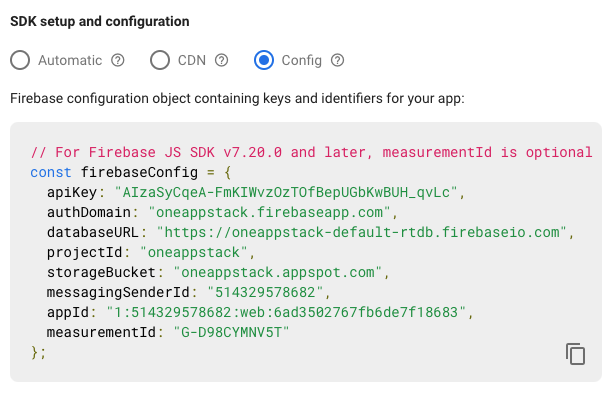 SDK setup and configuration
Automatic CDN Config
Firebase configuration object containing keys and identifiers for your app:
// For Firebase JS SDK v7.20.0 and later, measurementId is optional
const firebaseConfig = {
  apiKey: "AIzaSyCqeA-FmKIWvzOzTOfBepUGbKwBUH_qvLc",
  authDomain: "oneappstack.firebaseapp.com",
  databaseURL: "https://oneappstack-default-rtdb.firebaseio.com",
  projectId: "oneappstack",
  storageBucket: "oneappstack.appspot.com",
  messagingSenderId: "514329578682",
  appId: "1:514329578682:web:6ad3502767fb6de7f18683",
  measurementId: "G-D98CYMNV5T"
};